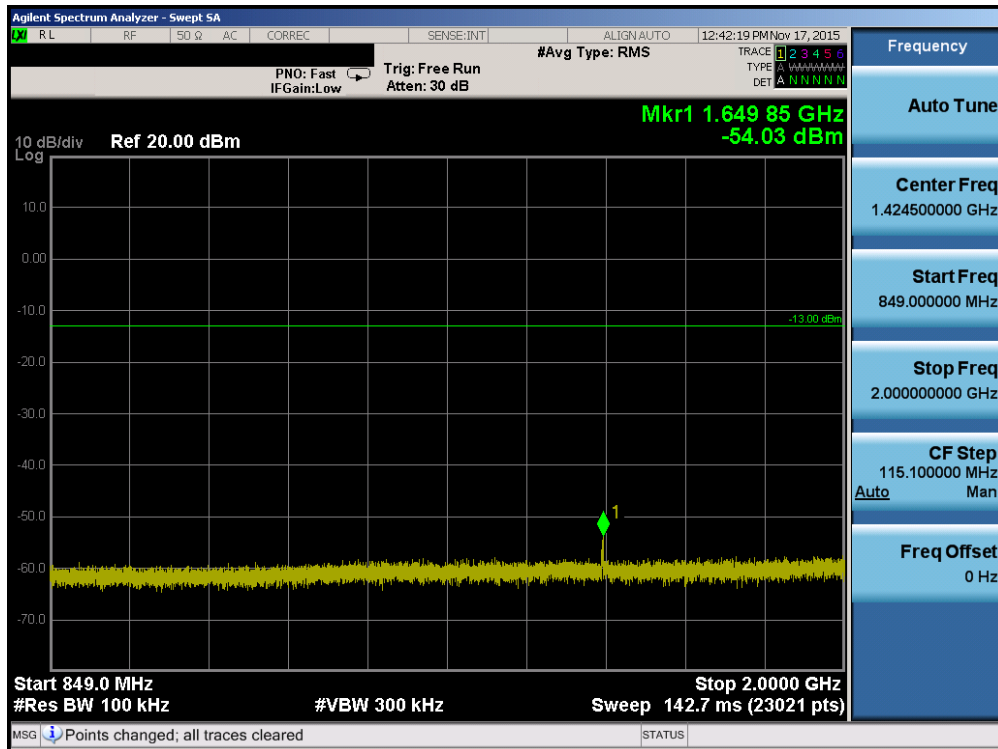 Agilent Spectrum Analyzer - Swept SA
LXI RL RF 50 Ω AC CORREC SENSE:INT ALIGN AUTO 12:42:19 PM Nov 17, 2015
#Avg Type: RMS TRACE 1 2 3 4 5 6
PNO: Fast Trig: Free Run TYPE A WWWWW
IFGain:Low Atten: 30 dB DET A N N N N N
Mkr1 1.649 85 GHz
10 dB/div Ref 20.00 dBm -54.03 dBm
Log
10.0
0.00
-10.0
-13.00 dBm
-20.0
-30.0
-40.0
-50.0
1
-60.0
-70.0
Start 849.0 MHz Stop 2.0000 GHz
#Res BW 100 kHz #VBW 300 kHz Sweep 142.7 ms (23021 pts)
MSG Points changed; all traces cleared STATUS
Frequency
Auto Tune
Center Freq
1.424500000 GHz
Start Freq
849.000000 MHz
Stop Freq
2.000000000 GHz
CF Step
115.100000 MHz
Auto Man
Freq Offset
0 Hz